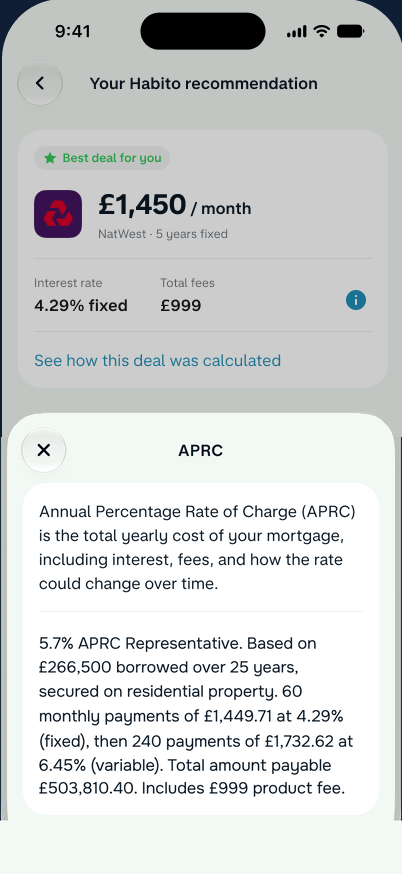 9:41
Your Habito recommendation
Best deal for you
£1,450 / month
NatWest · 5 years fixed
Interest rate
Total fees
4.29% fixed
£999
See how this deal was calculated
APRC
Annual Percentage Rate of Charge (APRC)
is the total yearly cost of your mortgage,
including interest, fees, and how the rate
could change over time.
5.7% APRC Representative. Based on
£266,500 borrowed over 25 years,
secured on residential property. 60
monthly payments of £1,449.71 at 4.29%
(fixed), then 240 payments of £1,732.62 at
6.45% (variable). Total amount payable
£503,810.40. Includes £999 product fee.